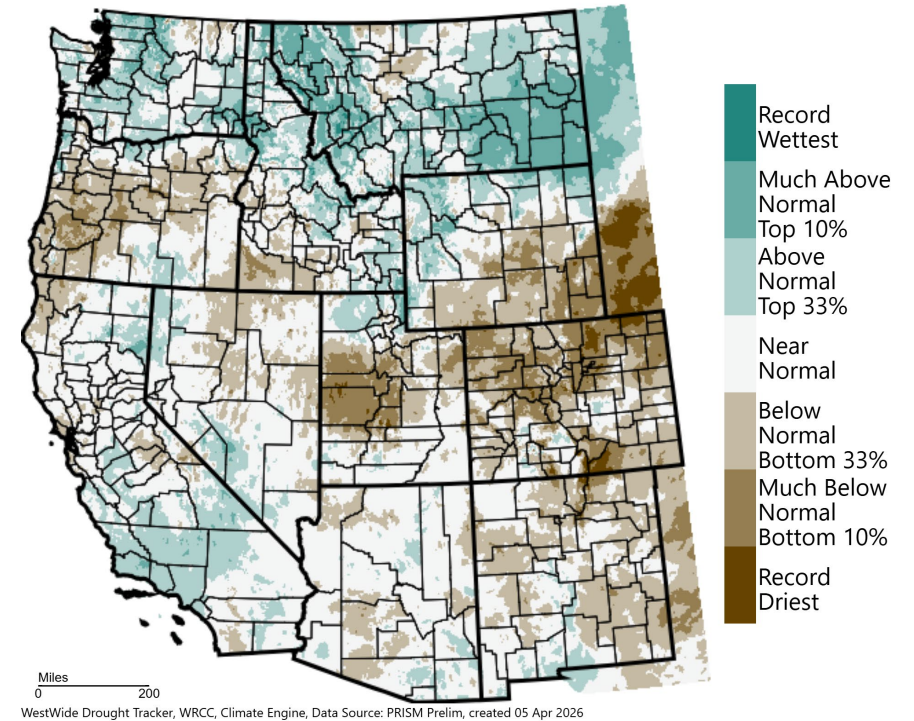 Record
Wettest
Much Above
Normal
Top 10%
Above
Normal
Top 33%
Near
Normal
Below
Normal
Bottom 33%
Much Below
Normal
Bottom 10%
Record
Driest
Miles
0 200
WestWide Drought Tracker, WRCC, Climate Engine, Data Source: PRISM Prelim, created 05 Apr 2026